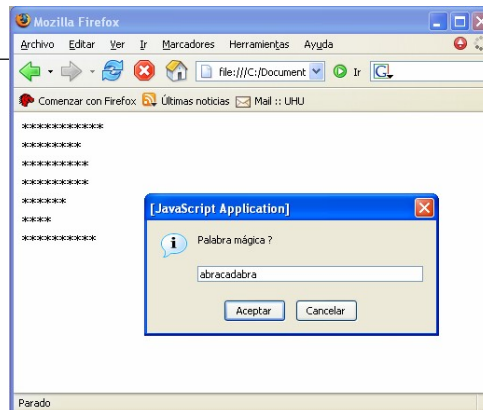 Mozilla Firefox
Archivo Editar Ver Ir Marcadores Herramientas Ayuda
file:///C:/Document Ir G
Comenzar con Firefox Últimas noticias Mail :: UHU
***********
********
*********
*********
******
****
**********
[JavaScript Application]
Palabra mágica ?
abracadabra
Aceptar Cancelar
Parado